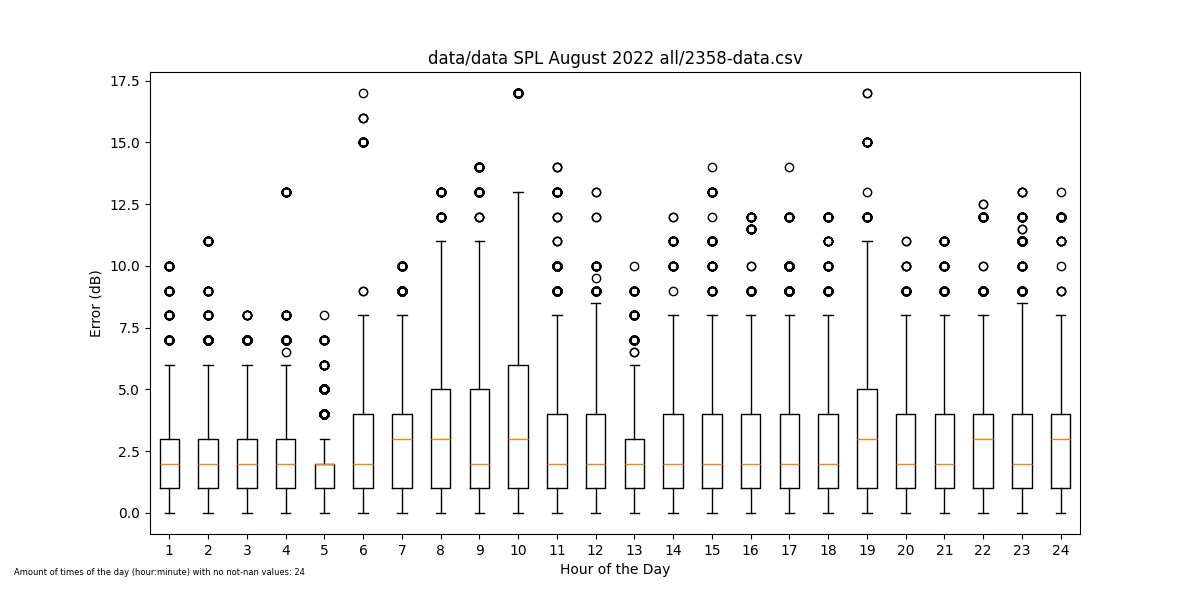 data/data SPL August 2022 all/2358-data.csv
17.5
15.0
12.5
10.0
7.5
5.0
2.5
0.0
Error (dB)
1 2 3 4 5 6 7 8 9 10 11 12 13 14 15 16 17 18 19 20 21 22 23 24
Hour of the Day
Amount of times of the day (hour:minute) with no not-nan values: 24